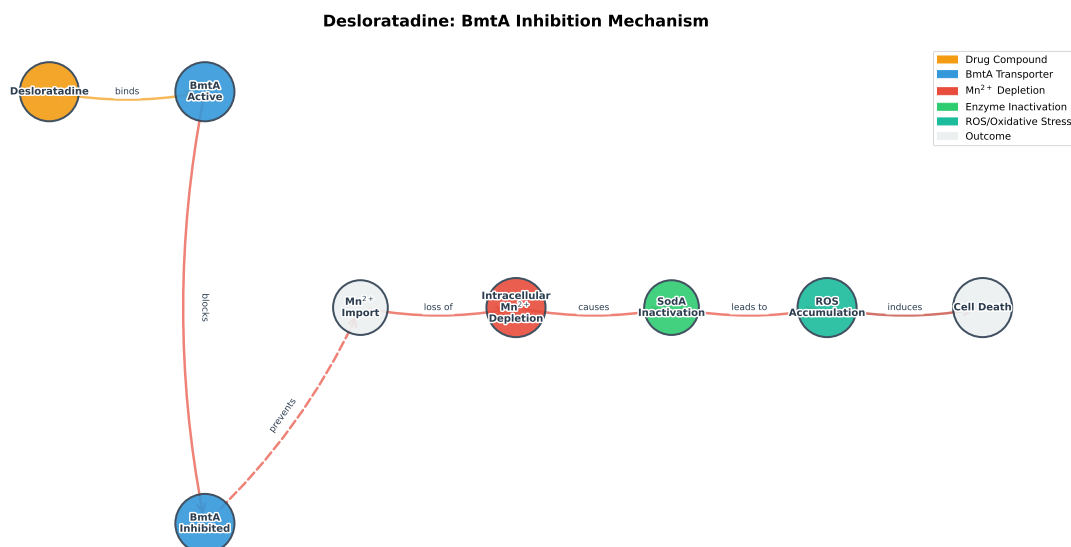 Desloratadine: BmtA Inhibition Mechanism
Drug Compound
BmtA Transporter
Mn²⁺ Depletion
Enzyme Inactivation
ROS/Oxidative Stress
Outcome
Desloratadine
binds
BmtA
Active
blocks
BmtA
Inhibited
prevents
Mn²⁺
Import
loss of
Intracellular
Mn²⁺
Depletion
causes
SodA
Inactivation
leads to
ROS
Accumulation
induces
Cell Death